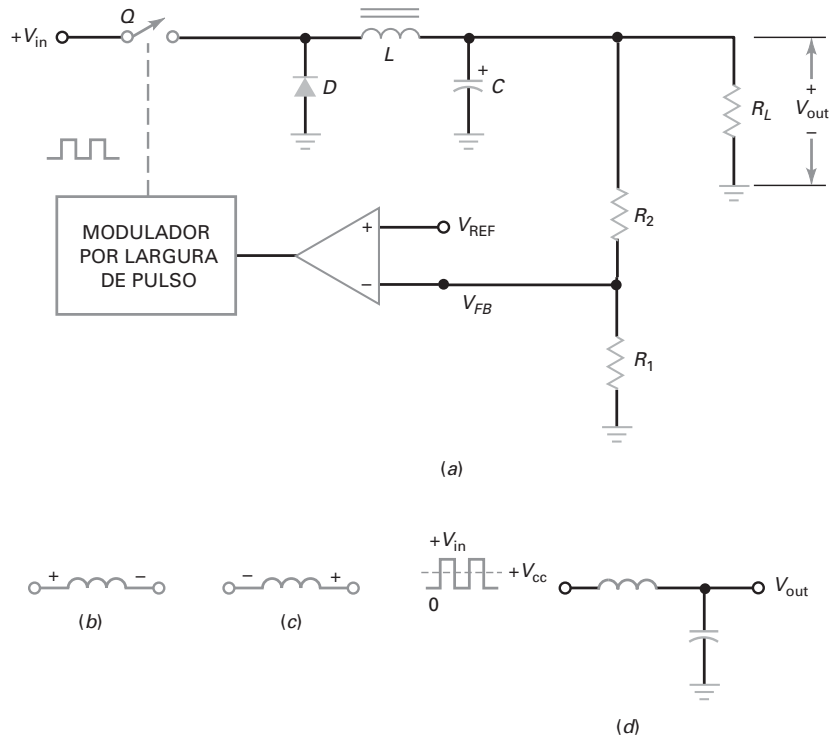 +Vin
Q
L
D
+
C
RL
+
Vout
−
MODULADOR
POR LARGURA
DE PULSO
+
VREF
−
VFB
R2
R1
(a)
+ −
(b)
− +
(c)
+Vin
0
+Vcc
Vout
(d)